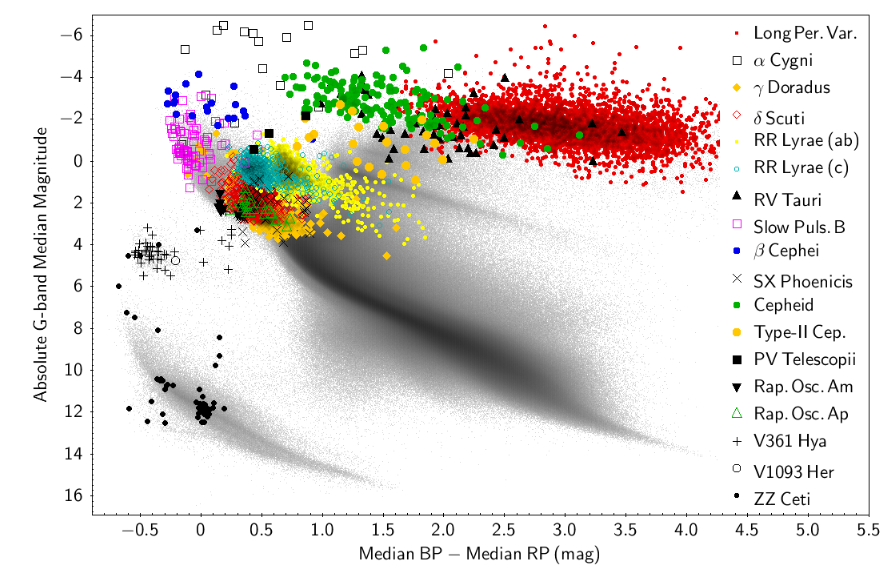 −6
−4
−2
0
2
4
6
8
10
12
14
16
Absolute G-band Median Magnitude
−0.5 0 0.5 1.0 1.5 2.0 2.5 3.0 3.5 4.0 4.5 5.0 5.5
Median BP − Median RP (mag)
Long Per. Var.
α Cygni
γ Doradus
δ Scuti
RR Lyrae (ab)
RR Lyrae (c)
RV Tauri
Slow Puls. B
β Cephei
SX Phoenicis
Cepheid
Type-II Cep.
PV Telescopii
Rap. Osc. Am
Rap. Osc. Ap
V361 Hya
V1093 Her
ZZ Ceti